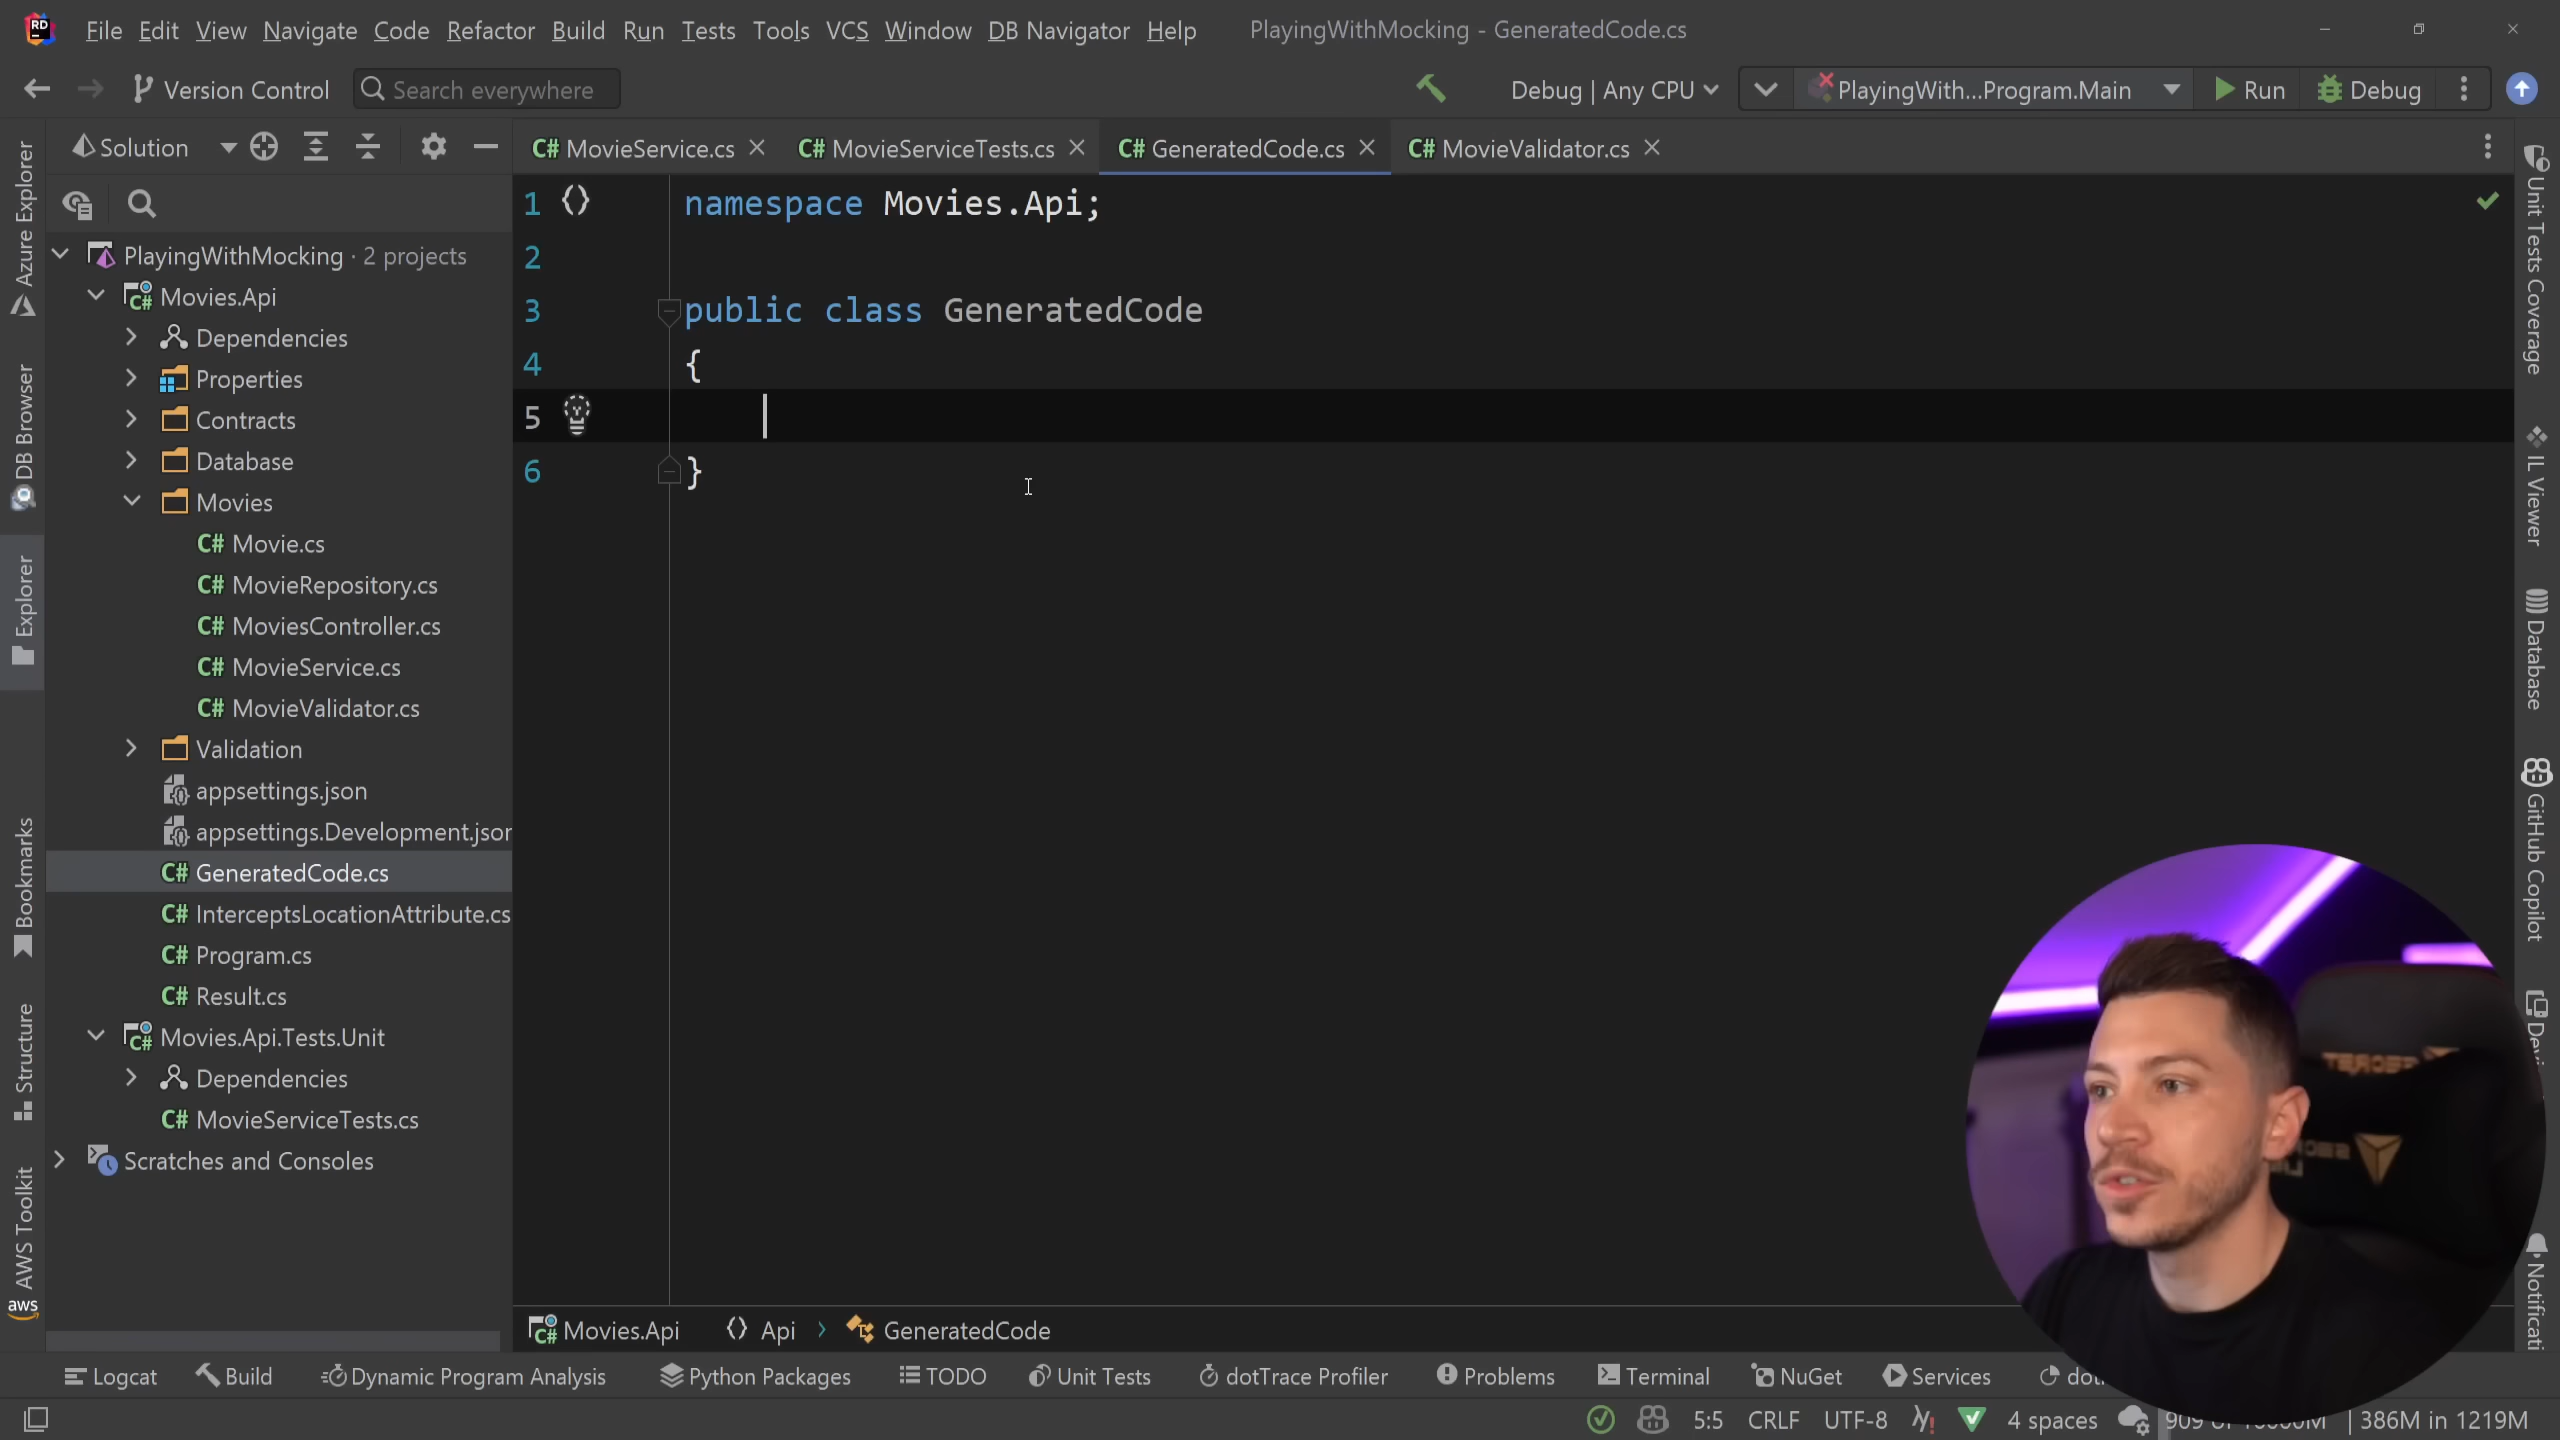 File Edit View Navigate Code Refactor Build Run Tests Tools VCS Window DB Navigator Help PlayingWithMocking - GeneratedCode.cs
Version Control Search everywhere Debug | Any CPU PlayingWith...Program.Main Run Debug
Solution
MovieService.cs MovieServiceTests.cs GeneratedCode.cs MovieValidator.cs
Azure Explorer
DB Browser
Explorer
Bookmarks
Structure
AWS Toolkit
aws
PlayingWithMocking · 2 projects
Movies.Api
Dependencies
Properties
Contracts
Database
Movies
C# Movie.cs
C# MovieRepository.cs
C# MoviesController.cs
C# MovieService.cs
C# MovieValidator.cs
Validation
appsettings.json
appsettings.Development.jsor
C# GeneratedCode.cs
C# InterceptsLocationAttribute.cs
C# Program.cs
C# Result.cs
Movies.Api.Tests.Unit
Dependencies
C# MovieServiceTests.cs
Scratches and Consoles
1 namespace Movies.Api;
2
3 public class GeneratedCode
4 {
5
6 }
Unit Tests Coverage
IL Viewer
Database
GitHub Copilot
Notificati
Movies.Api Api GeneratedCode
Logcat Build Dynamic Program Analysis Python Packages TODO Unit Tests dotTrace Profiler Problems Terminal NuGet Services
5:5 CRLF UTF-8 4 spaces 386M in 1219M